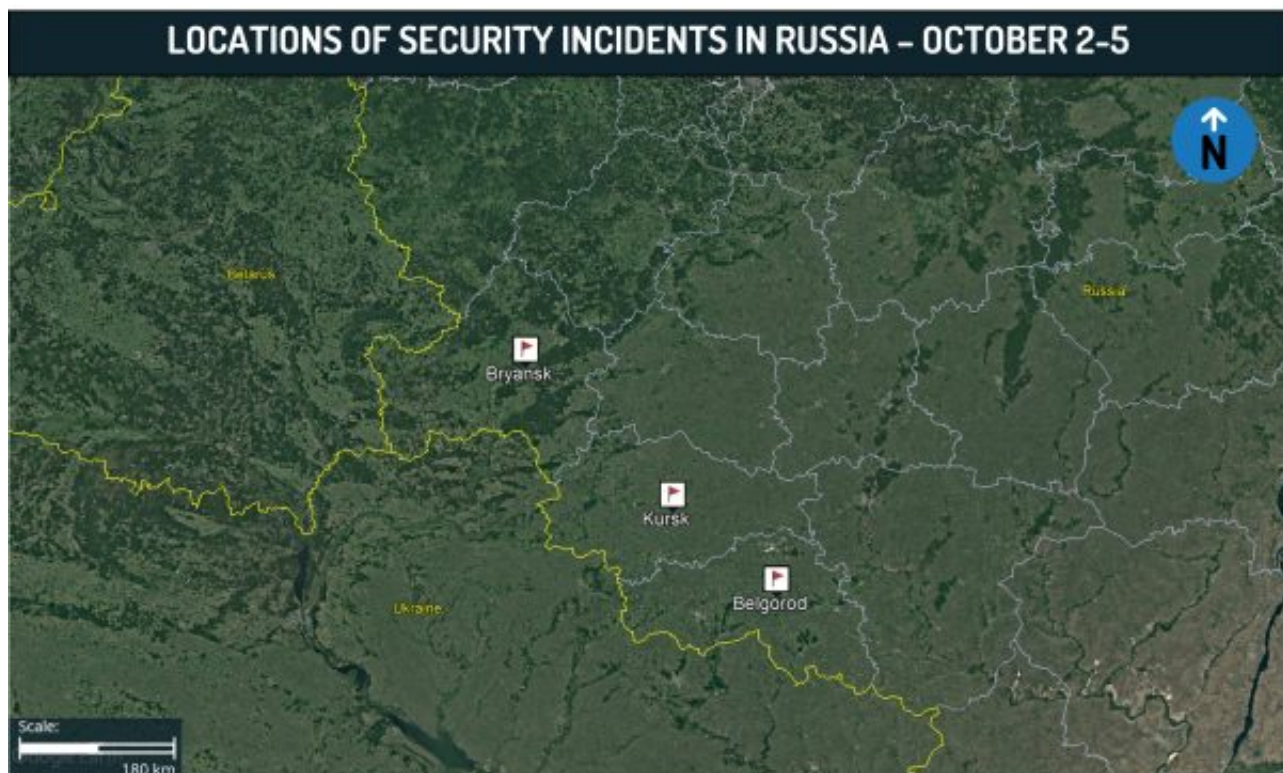 LOCATIONS OF SECURITY INCIDENTS IN RUSSIA – OCTOBER 2-5
N
Belarus
Russia
Bryansk
Kursk
Belgorod
Ukraine
Scale:
180 km